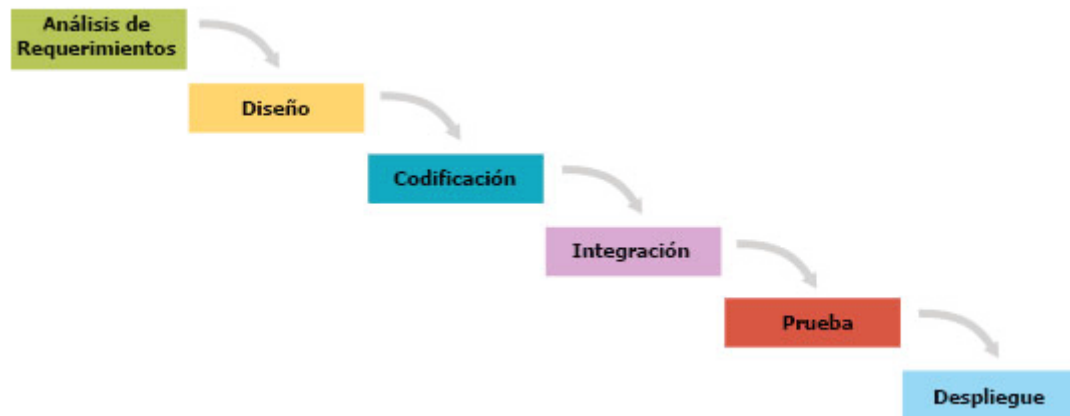 Análisis de
Requerimientos
Diseño
Codificación
Integración
Prueba
Despliegue